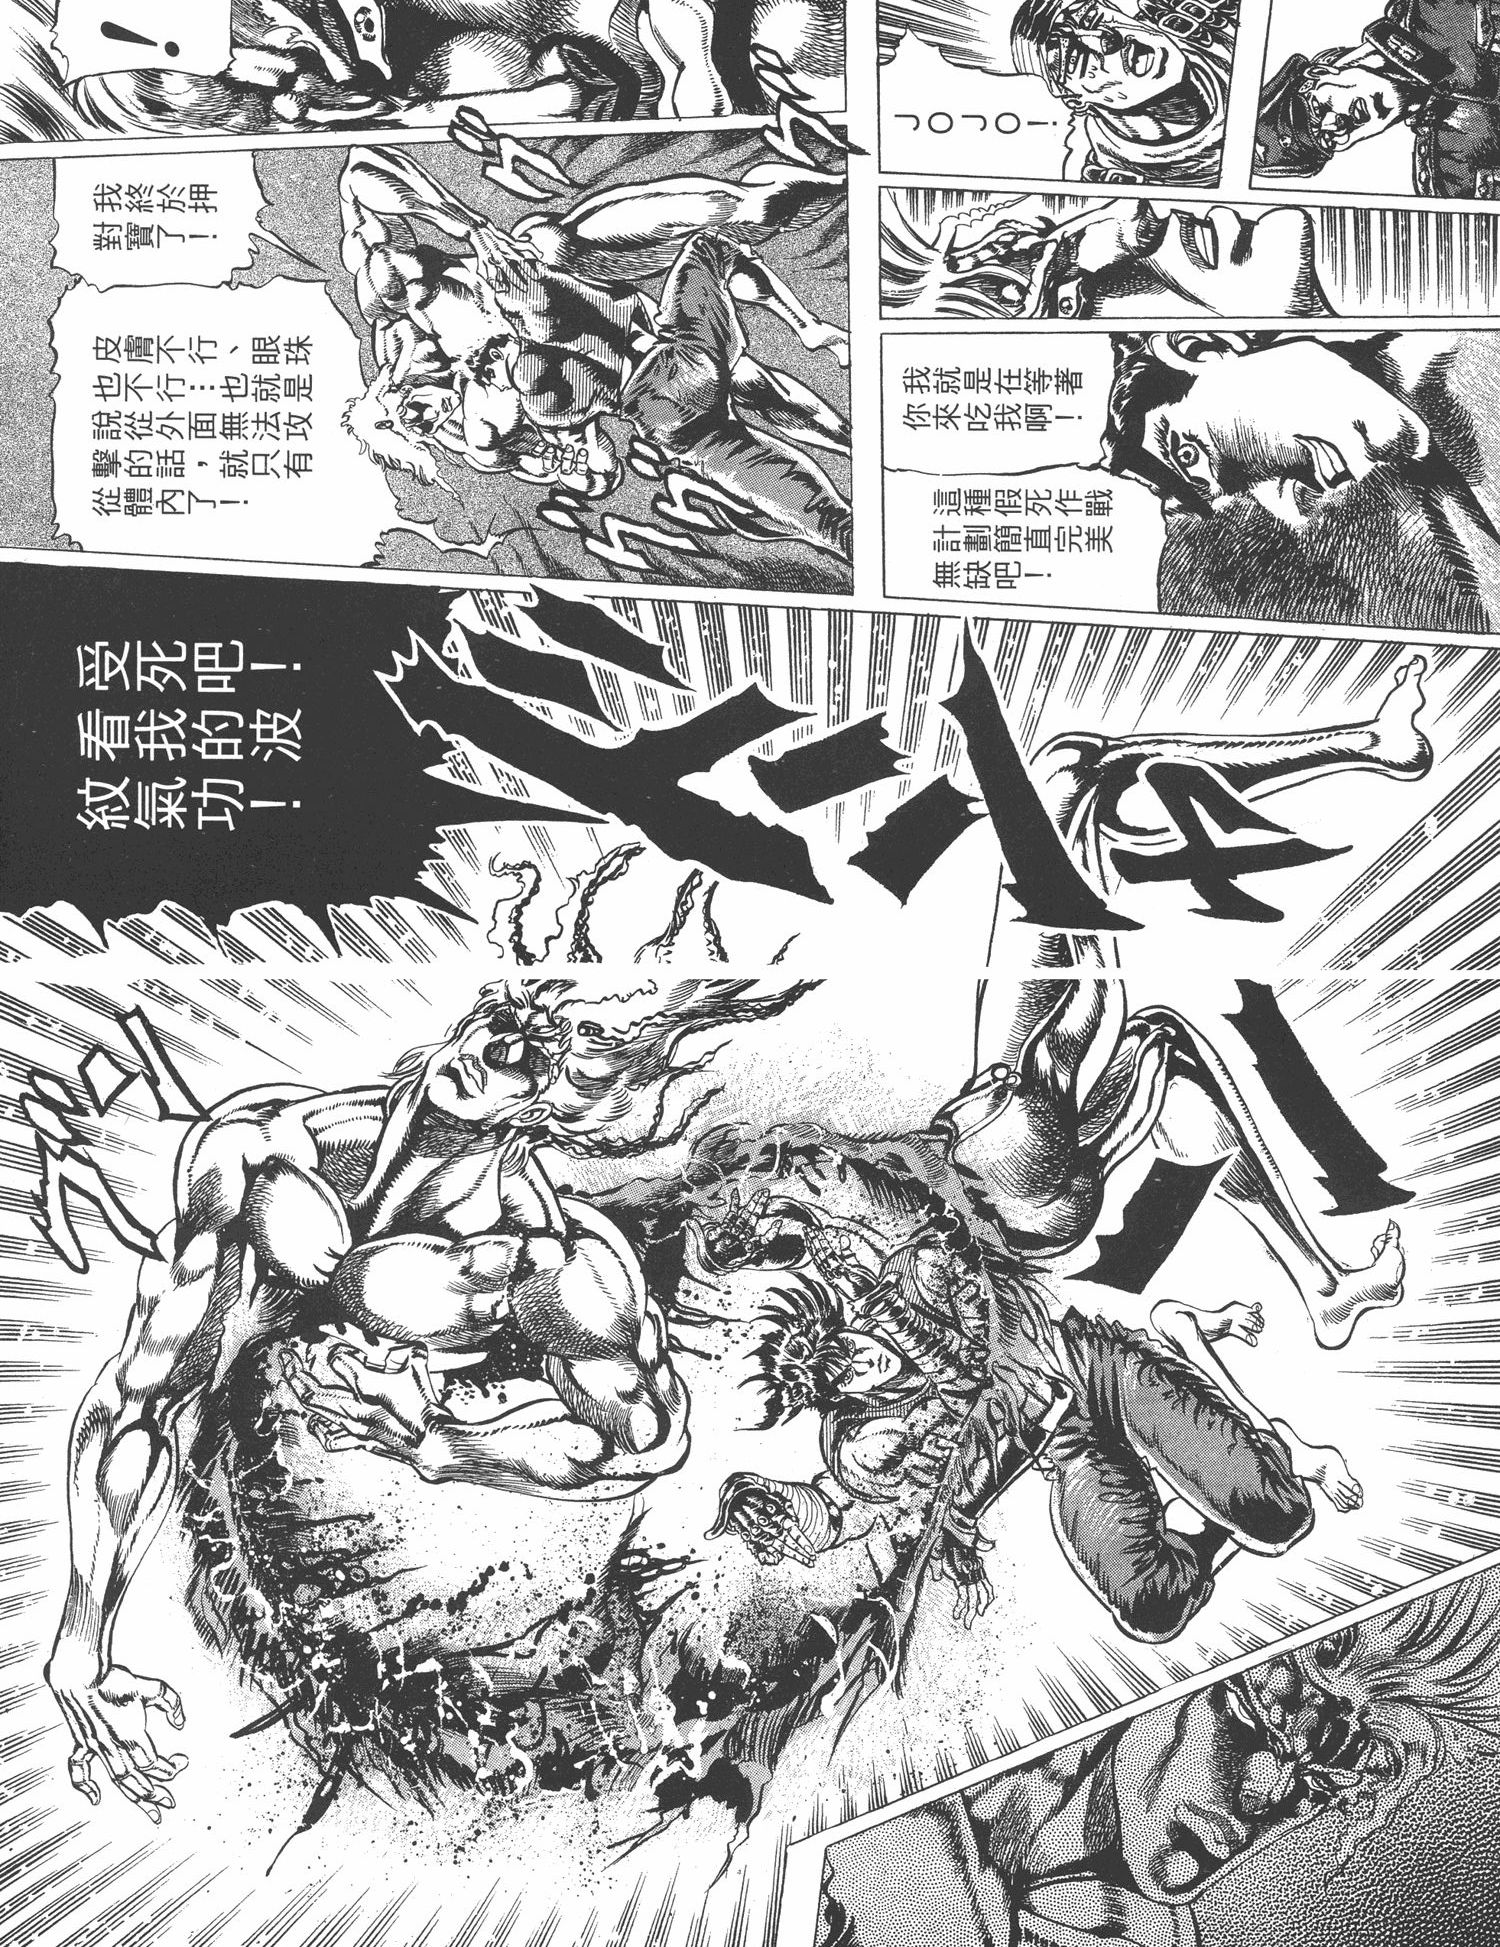 ！
我終於押
對寶了！
皮膚不行、眼珠
也不行…也就是
說從外面無法攻
擊的話，就只有
從體內了！
JoJo！
我就是在等著
你來吃我啊！
這種假死作戰
計劃簡直完美
無缺吧！
受死吧！
看我的波
紋氣功！